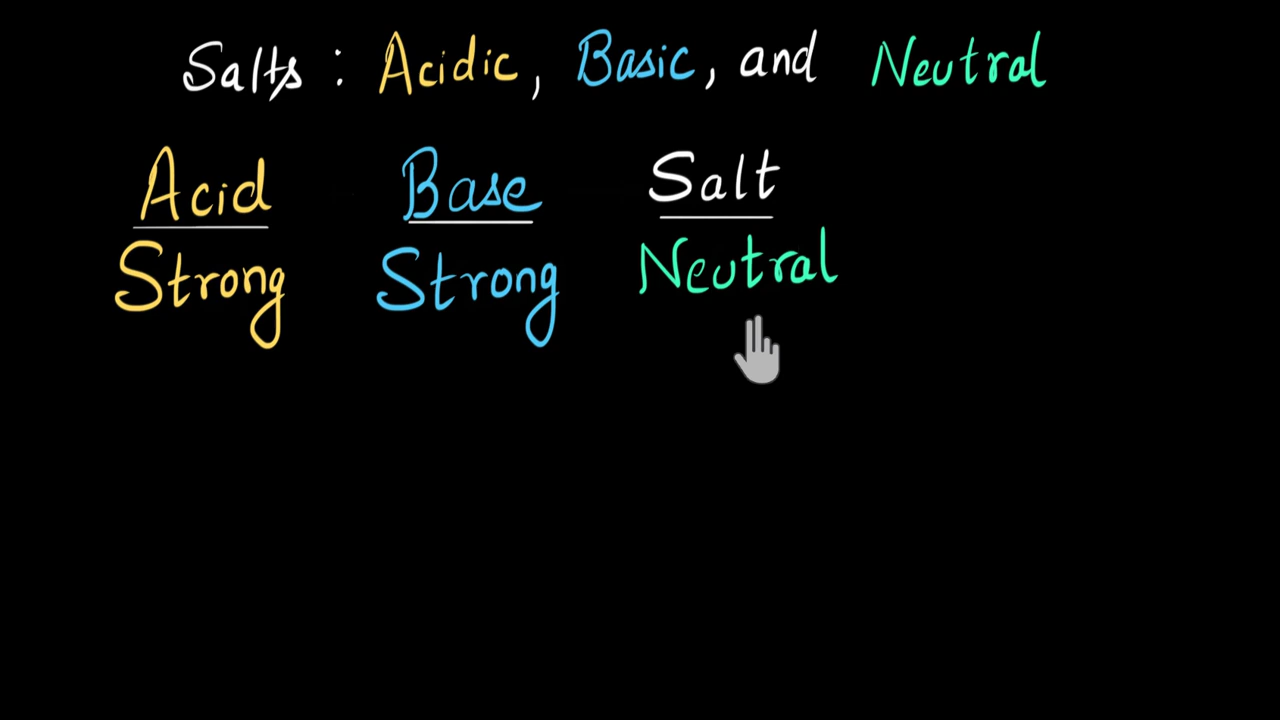 Salts : Acidic, Basic, and Neutral
Acid Base Salt
Strong Strong Neutral